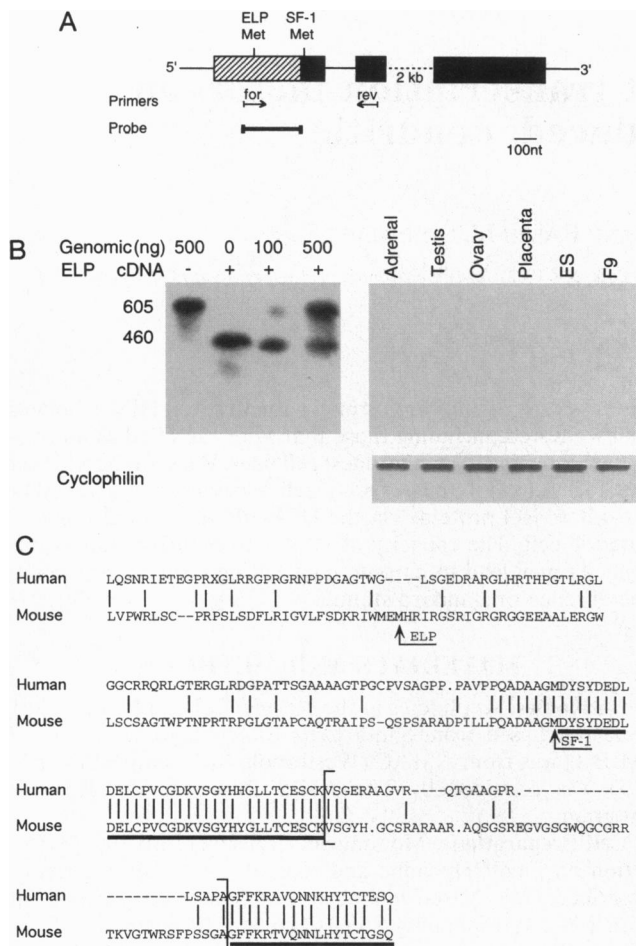 A
ELP Met
SF-1 Met
5'
3'
2 kb
Primers
for
rev
Probe
100nt
B
Genomic (ng) 500 0 100 500
ELP cDNA - + + +
605
460
Adrenal
Testis
Ovary
Placenta
ES
F9
Cyclophilin
C
Human LQSNRIETEGPRXGLRRGPRGRNPPDGAGTWG----LSGEDRARGLHRTHPGTLRGL
Mouse LVPWRLSC--PRPSLSDFLRIGVLFSDKRIWMEMHRIRGSRIGRGRGGEEAALERGW
ELP
Human GGCRRQRLGTERGLRDGPATTSGAAAAGTPGCPVSAGPP.PAVPPQADAAGMDYSYDEDL
Mouse LSCSAGTWPTNPRTRPGLGTAPCAQTRAIPS-QSPSARADPILLPQADAAGMDYSYDEDL
SF-1
Human DELCPVCGDKVSGYHHGLLTCESCKVSGERAAGVR---QTGAAGPR.--------------
Mouse DELCPVCGDKVSGYHYGLLTCESCKVSGYH.GCSRARAAR.AQSGSREGVGSGWQGCGRR
Human ---------LSAPAGFFKRAVQNNKHYTCTESQ
Mouse TKVGTWRSFPSSGAGFFKRTVQNNLHYTCTGSQ